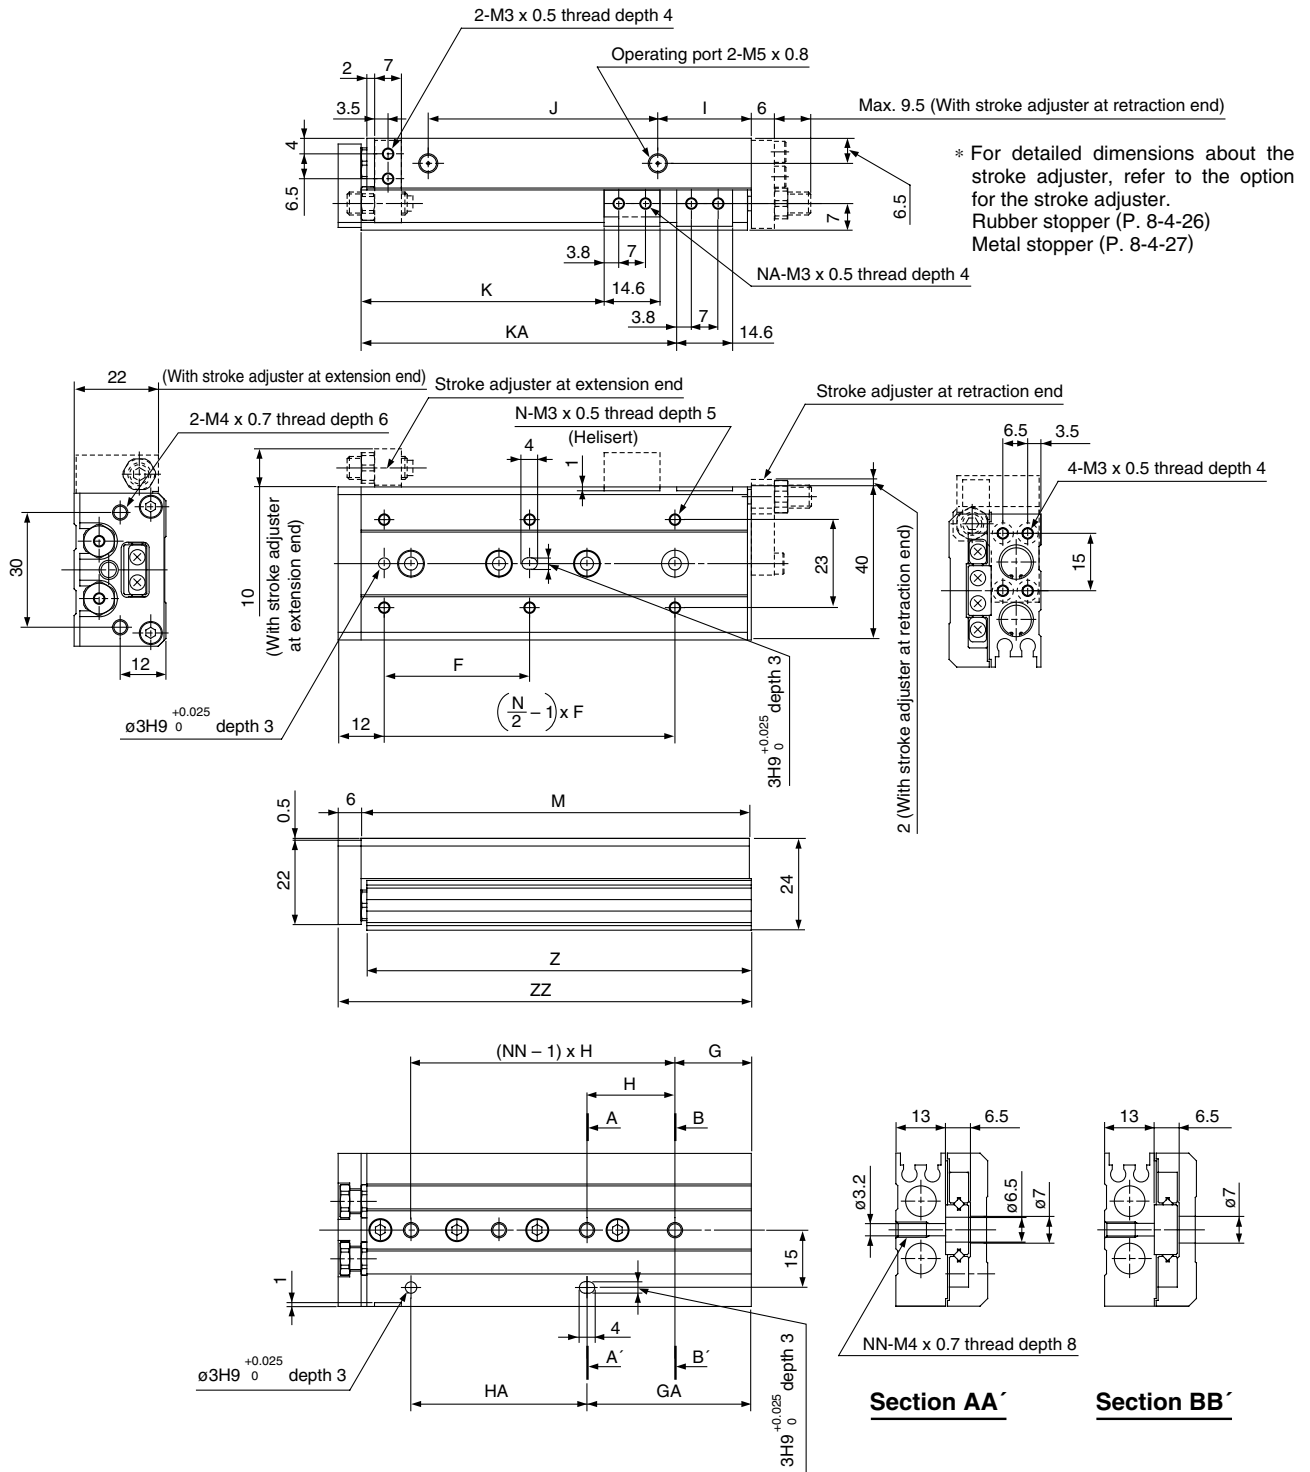 2-M3 x 0.5 thread depth 4
Operating port 2-M5 x 0.8
2
7
3.5
J
I
6
Max. 9.5 (With stroke adjuster at retraction end)
4
6.5
6.5
7
* For detailed dimensions about the
stroke adjuster, refer to the option
for the stroke adjuster.
Rubber stopper (P. 8-4-26)
Metal stopper (P. 8-4-27)
3.8
7
NA-M3 x 0.5 thread depth 4
K
14.6
3.8
7
14.6
KA
22
(With stroke adjuster at extension end)
2-M4 x 0.7 thread depth 6
Stroke adjuster at extension end
N-M3 x 0.5 thread depth 5
(Helisert)
4
1
Stroke adjuster at retraction end
6.5
3.5
4-M3 x 0.5 thread depth 4
30
12
10
(With stroke adjuster
at extension end)
23
40
2 (With stroke adjuster at retraction end)
15
F
(N/2 – 1) x F
12
ø3H9 +0.025 0 depth 3
3H9 +0.025 0 depth 3
0.5
6
M
22
24
Z
ZZ
(NN – 1) x H
G
H
A
B
15
1
4
A´
B´
ø3H9 +0.025 0 depth 3
HA
GA
3H9 +0.025 0 depth 3
13
6.5
ø3.2
ø6.5
ø7
NN-M4 x 0.7 thread depth 8
Section AA´
13
6.5
ø7
Section BB´